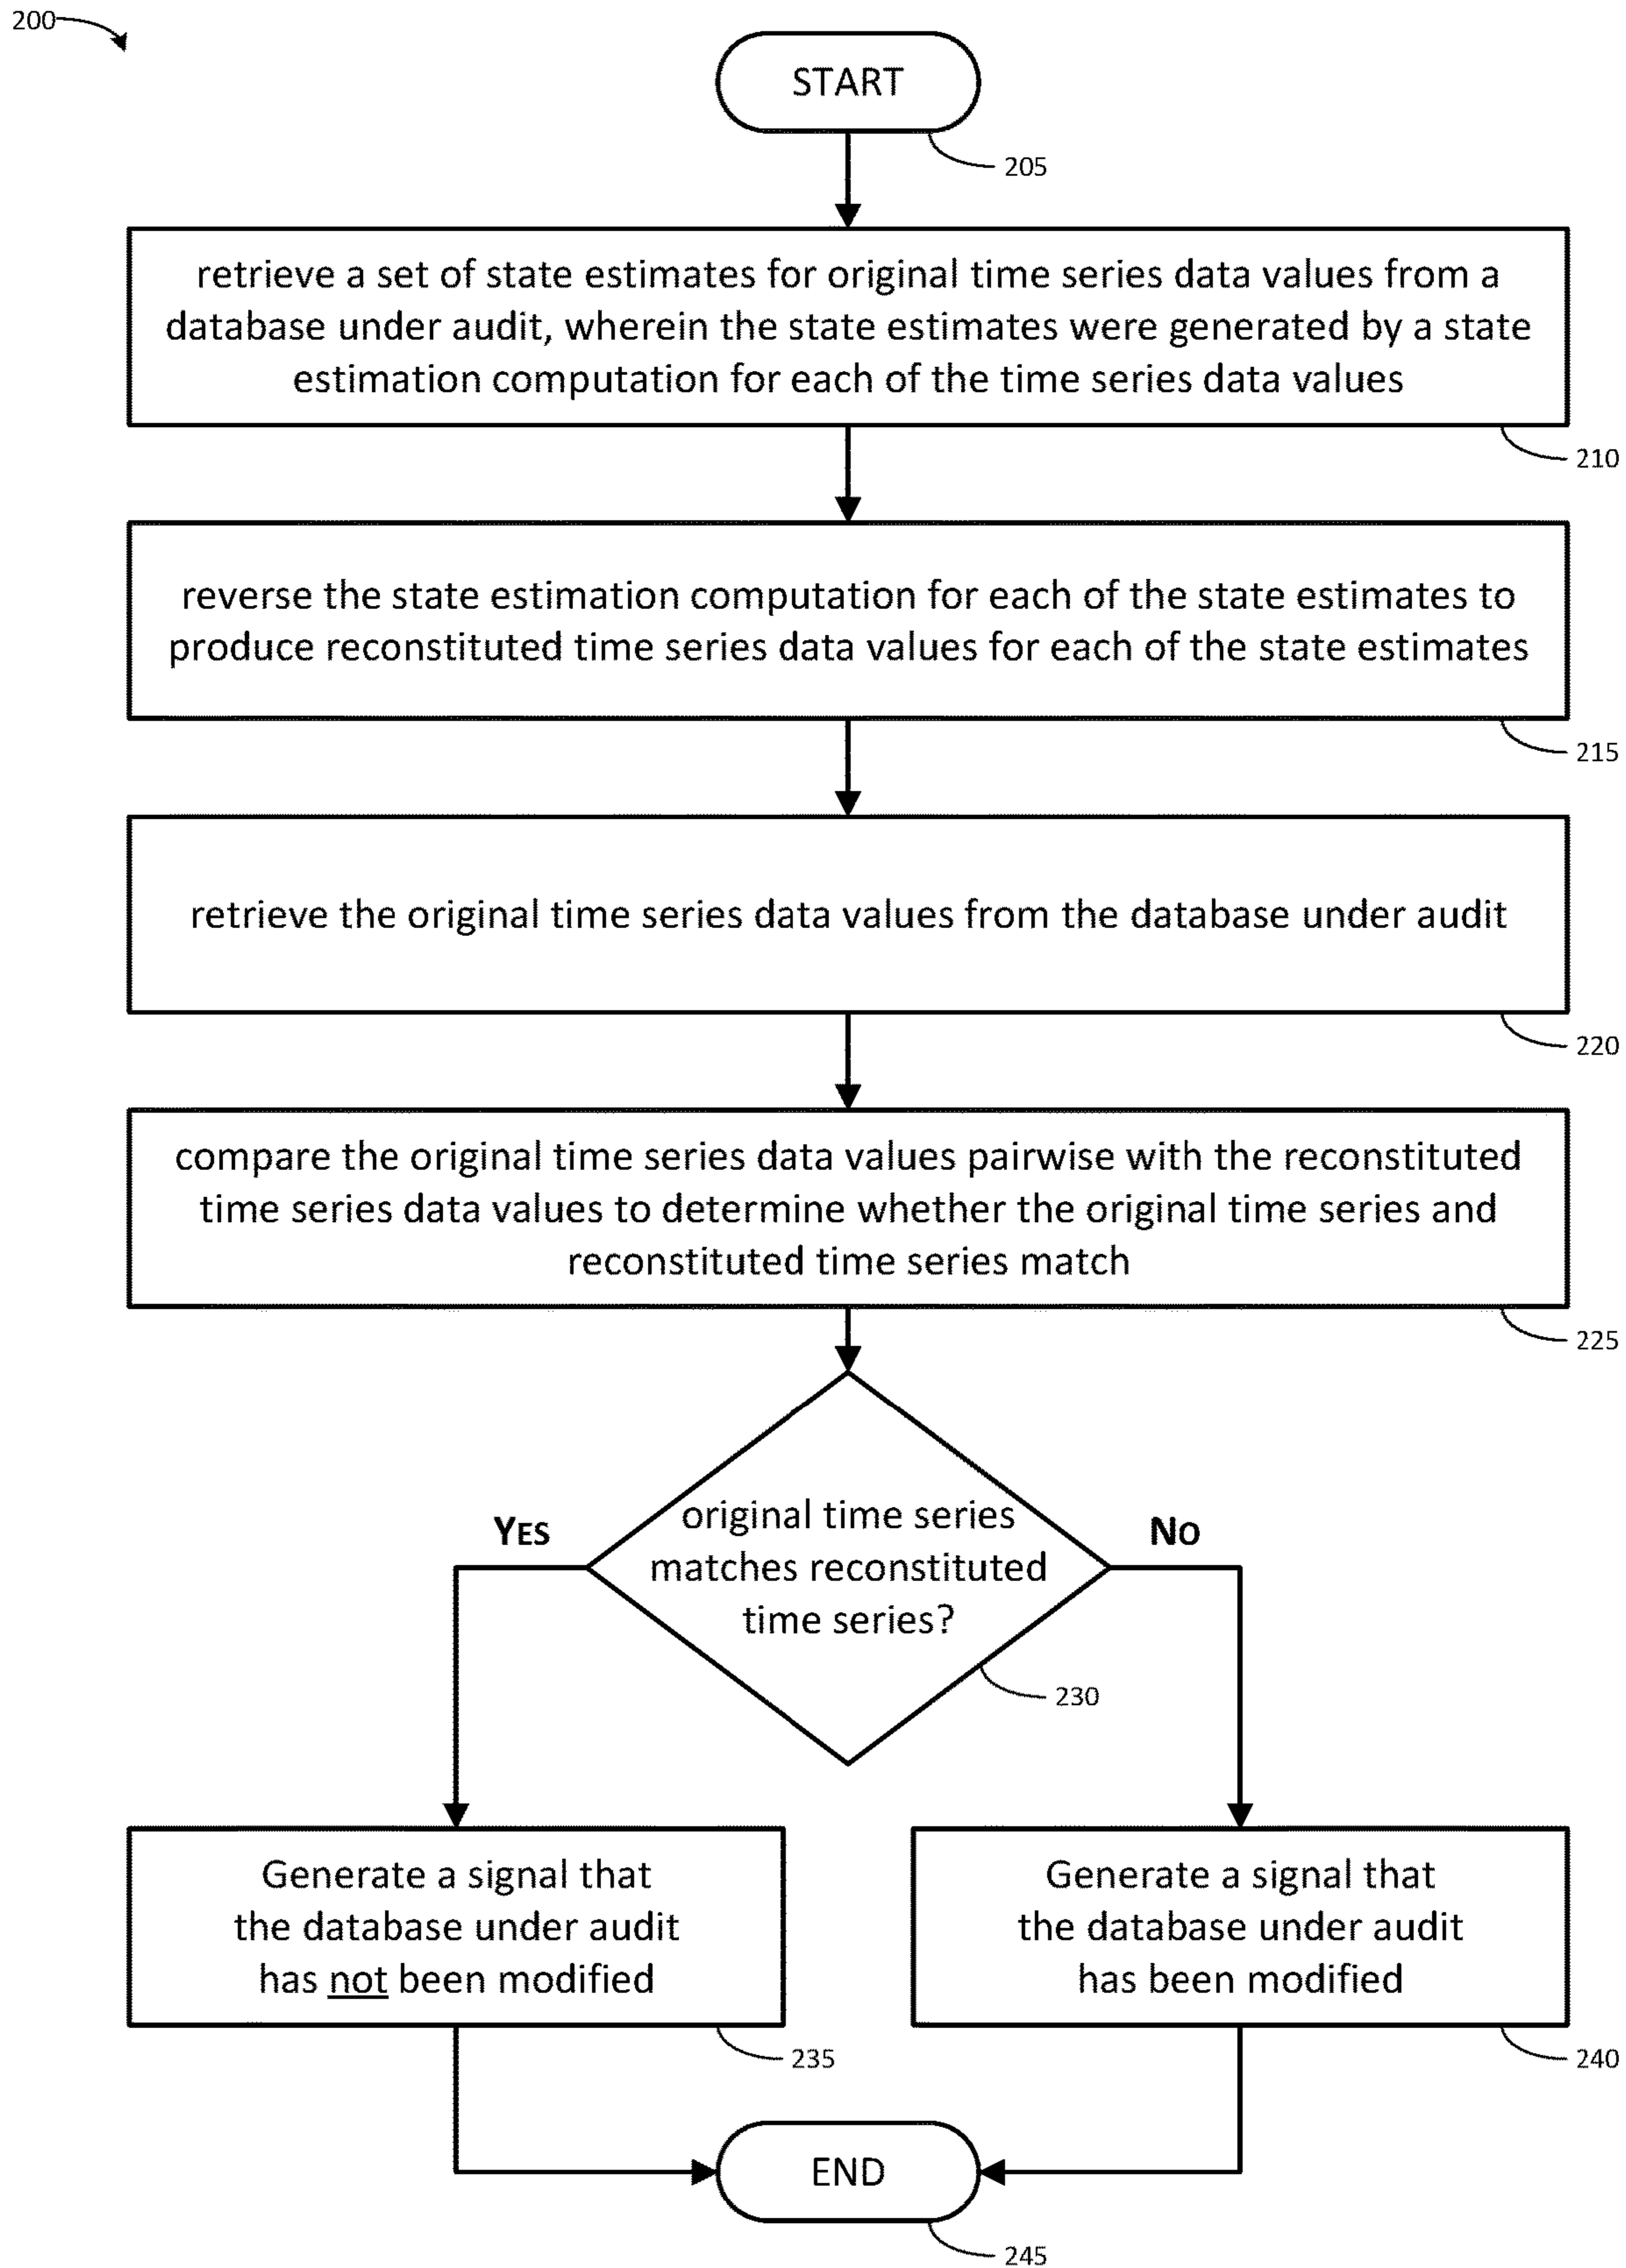 200
START
205
retrieve a set of state estimates for original time series data values from a
database under audit, wherein the state estimates were generated by a state
estimation computation for each of the time series data values
210
reverse the state estimation computation for each of the state estimates to
produce reconstituted time series data values for each of the state estimates
215
retrieve the original time series data values from the database under audit
220
compare the original time series data values pairwise with the reconstituted
time series data values to determine whether the original time series and
reconstituted time series match
225
original time series
matches reconstituted
time series?
YES
NO
230
Generate a signal that
the database under audit
has not been modified
235
Generate a signal that
the database under audit
has been modified
240
END
245